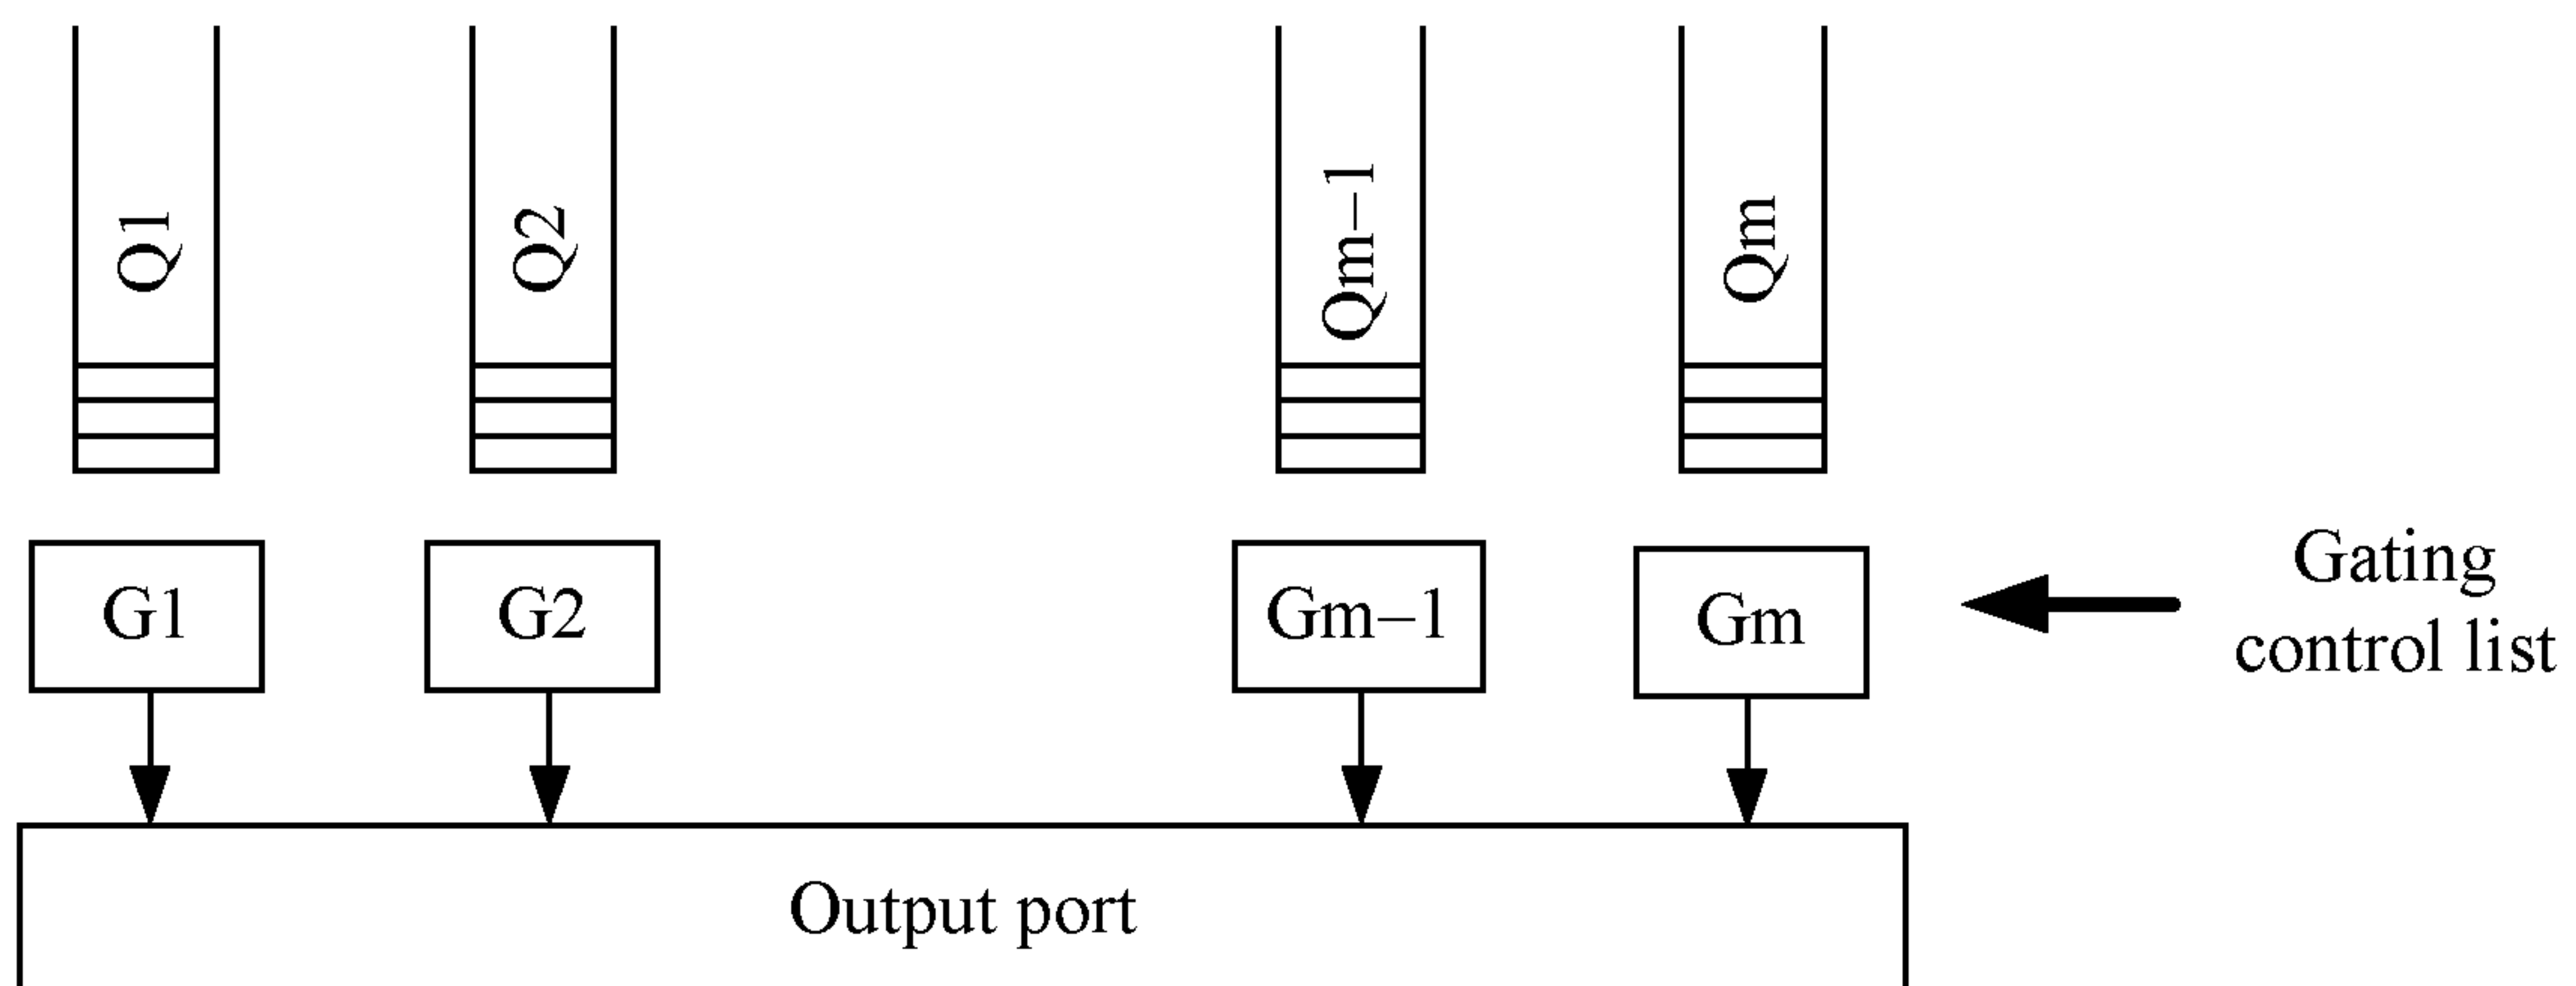 Q1
Q2
Qm–1
Qm
G1
G2
Gm–1
Gm
Gating
control list
Output port